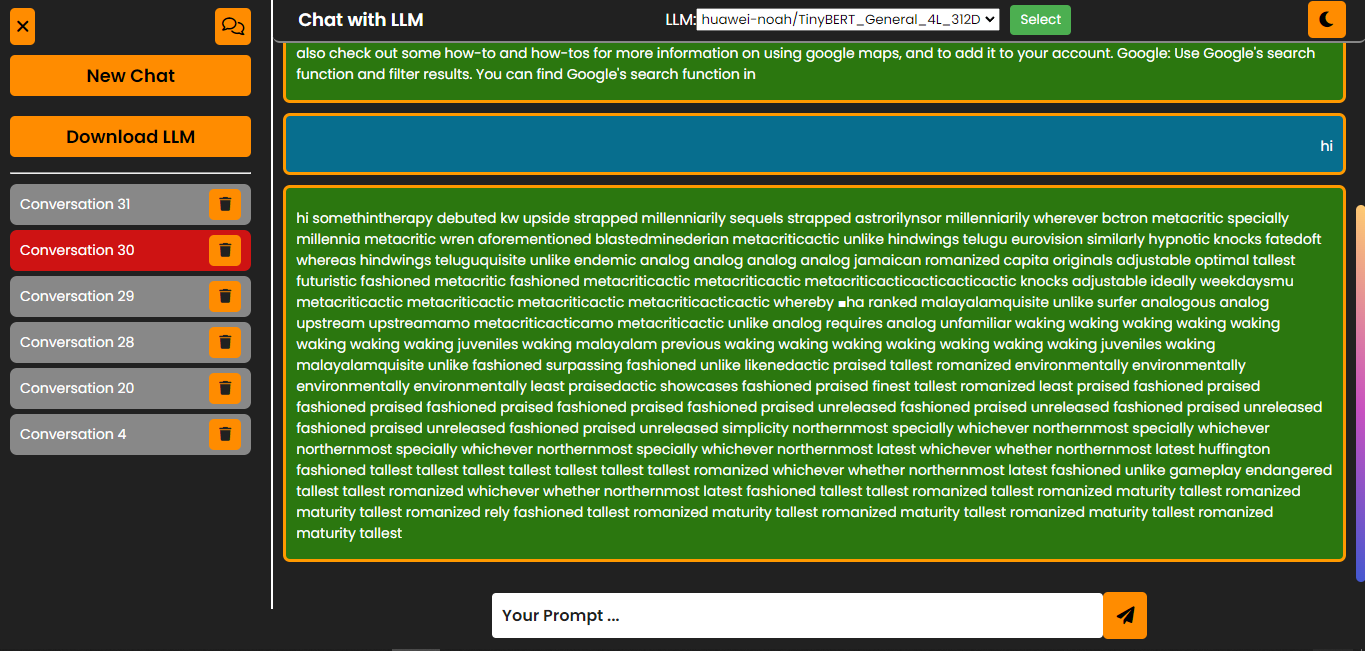 New Chat
Download LLM
Conversation 31
Conversation 30
Conversation 29
Conversation 28
Conversation 20
Conversation 4
Chat with LLM
LLM: huawei-noah/TinyBERT_General_4L_312D
Select
also check out some how-to and how-tos for more information on using google maps, and to add it to your account. Google: Use Google's search
function and filter results. You can find Google's search function in
hi
hi somethintherapy debuted kw upside strapped millenniarily sequels strapped astrorilynsor millenniarily wherever bctron metacritic specially
millennia metacritic wren aforementioned blastedminederian metacriticactic unlike hindwings telugu eurovision similarly hypnotic knocks fatedoft
whereas hindwings teluguquisite unlike endemic analog analog analog analog jamaican romanized capita originals adjustable optimal tallest
futuristic fashioned metacritic fashioned metacriticactic metacriticactic metacriticacticacticacticactic knocks adjustable ideally weekdaysmu
metacriticactic metacriticactic metacriticactic metacriticacticactic whereby ■ha ranked malayalamquisite unlike surfer analogous analog
upstream upstreamamo metacriticacticamo metacriticactic unlike analog requires analog unfamiliar waking waking waking waking waking
waking waking waking juveniles waking malayalam previous waking waking waking waking waking waking waking juveniles waking
malayalamquisite unlike fashioned surpassing fashioned unlike likenedactic praised tallest romanized environmentally environmentally
environmentally environmentally least praisedactic showcases fashioned praised finest tallest romanized least praised fashioned praised
fashioned praised fashioned praised fashioned praised fashioned praised unreleased fashioned praised unreleased fashioned praised unreleased
fashioned praised unreleased fashioned praised unreleased simplicity northernmost specially whichever northernmost specially whichever
northernmost specially whichever northernmost specially whichever northernmost latest whichever whether northernmost latest huffington
fashioned tallest tallest tallest tallest tallest tallest tallest romanized whichever whether northernmost latest fashioned unlike gameplay endangered
tallest tallest romanized whichever whether northernmost latest fashioned tallest tallest romanized tallest romanized maturity tallest romanized
maturity tallest romanized rely fashioned tallest romanized maturity tallest romanized maturity tallest romanized maturity tallest romanized
maturity tallest
Your Prompt ...